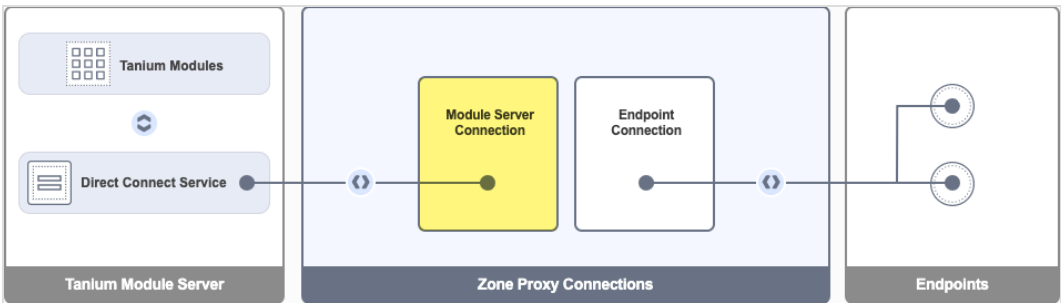 Tanium Modules
Direct Connect Service
Tanium Module Server
Module Server
Connection
Endpoint
Connection
Zone Proxy Connections
Endpoints